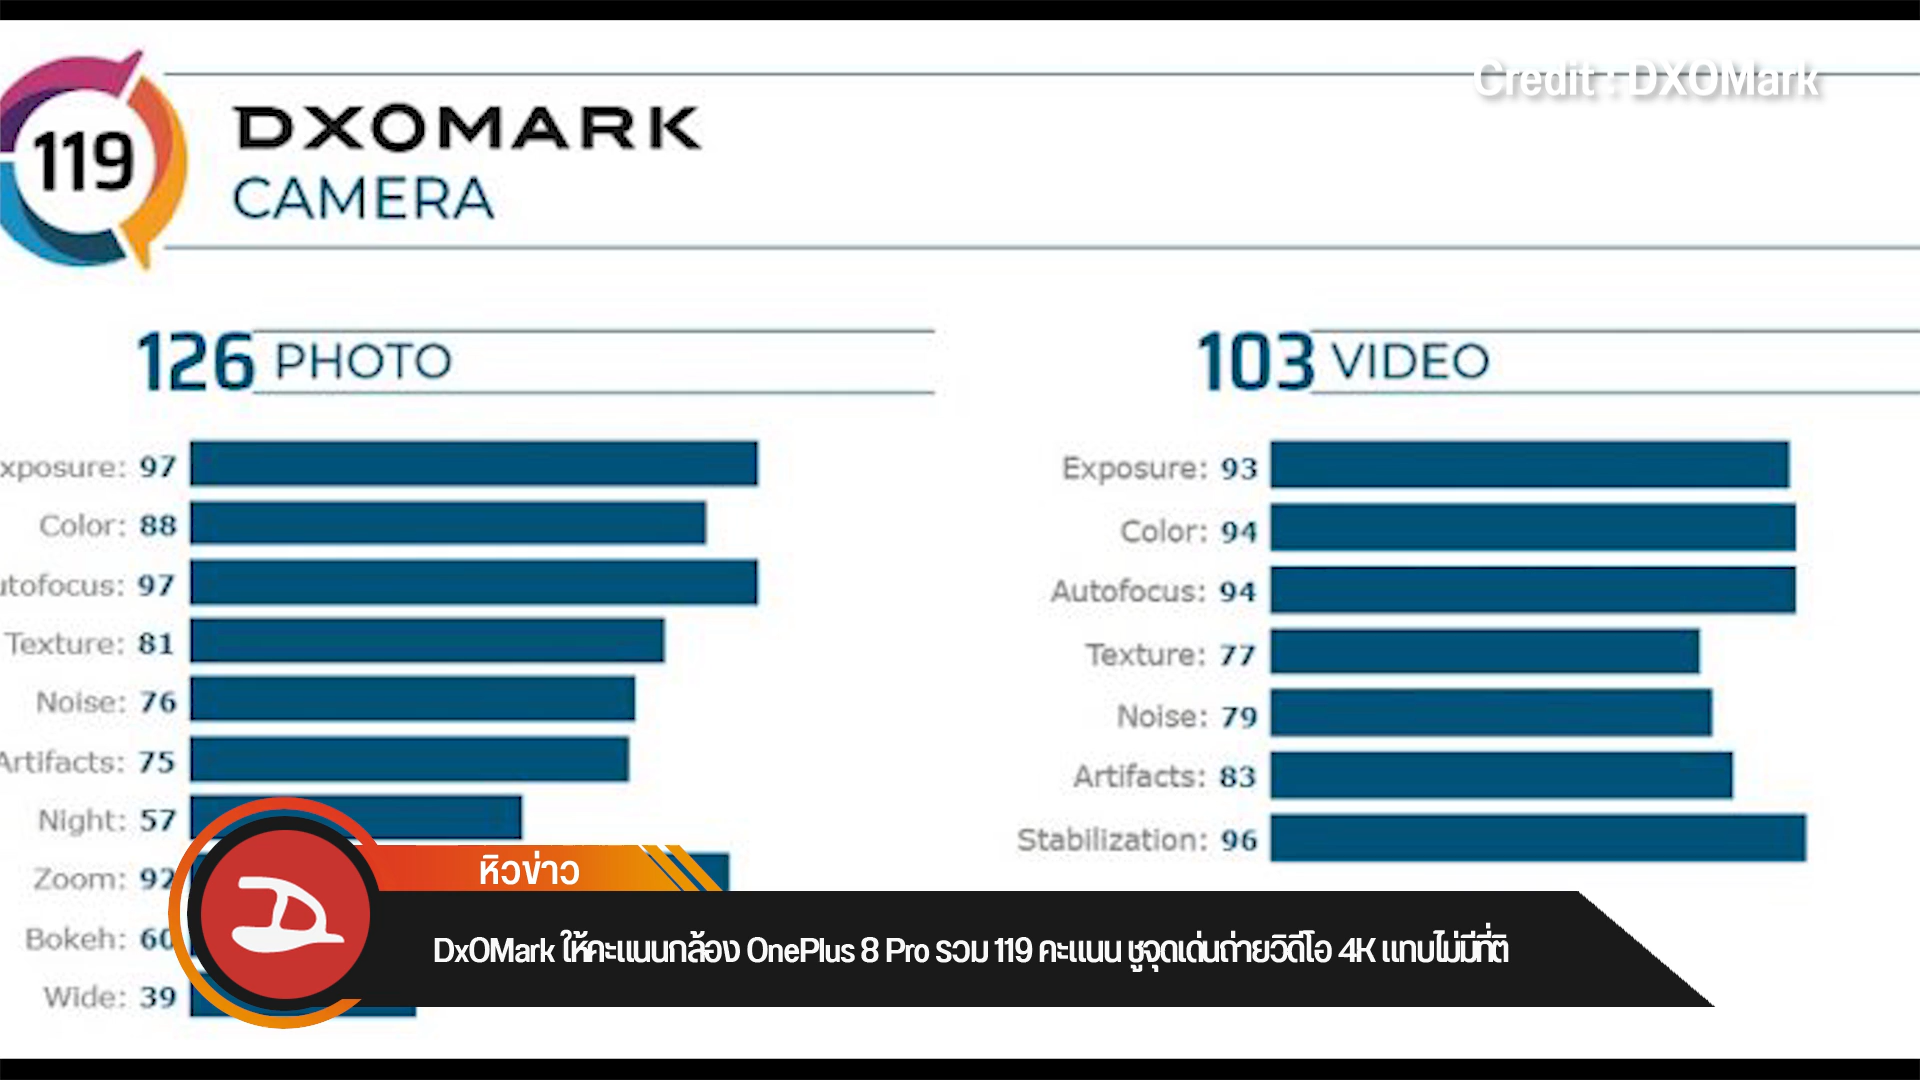 Credit : DXOMark
119
DXOMARK
CAMERA
126 PHOTO
xposure: 97
Color: 88
utofocus: 97
Texture: 81
Noise: 76
Artifacts: 75
Night: 57
Zoom: 92
Bokeh: 60
Wide: 39
103 VIDEO
Exposure: 93
Color: 94
Autofocus: 94
Texture: 77
Noise: 79
Artifacts: 83
Stabilization: 96
หิวข่าว
DxOMark ให้คะแนนกล้อง OnePlus 8 Pro รวม 119 คะแนน ชูจุดเด่นถ่ายวิดีโอ 4K แทบไม่มีที่ติ